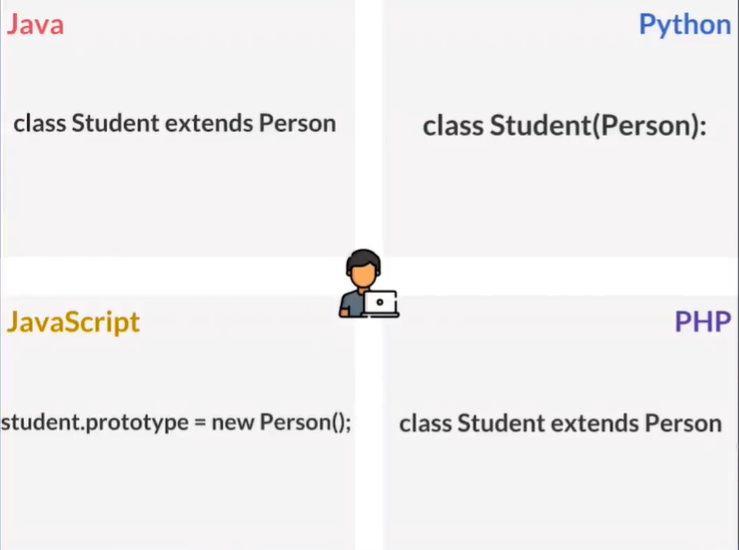 Java
class Student extends Person
Python
class Student(Person):
JavaScript
student.prototype = new Person();
PHP
class Student extends Person